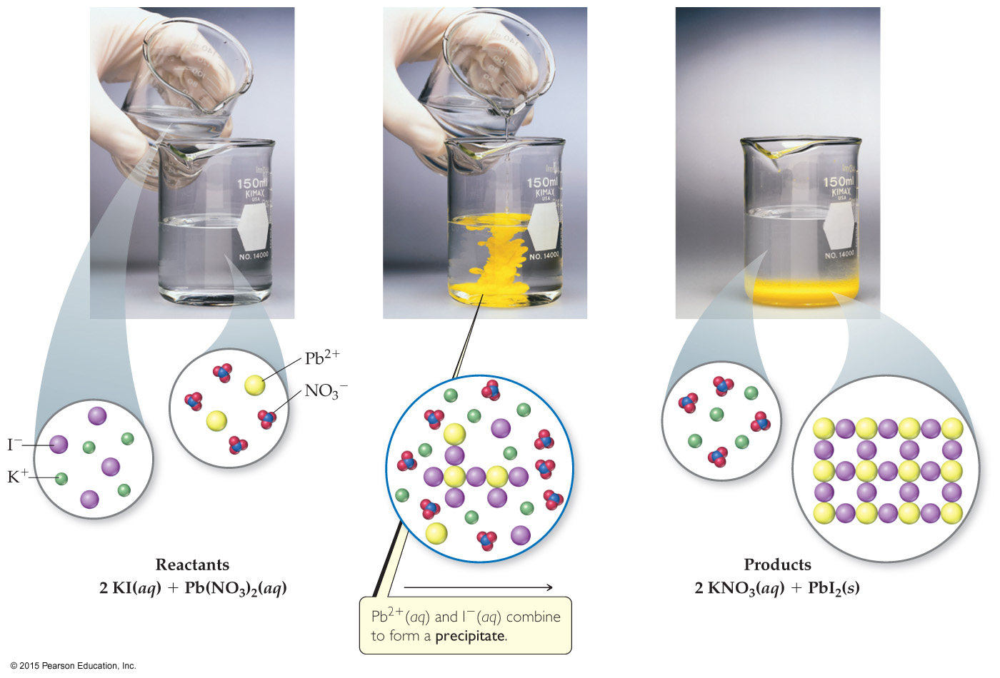 150ml
KIMAX
USA
NO. 14000
150ml
KIMAX
USA
NO. 14000
150ml
KIMAX
USA
NO. 14000
Pb²⁺
NO₃⁻
I⁻
K⁺
Reactants
2 KI(aq) + Pb(NO₃)₂(aq)
Pb²⁺(aq) and I⁻(aq) combine
to form a precipitate.
Products
2 KNO₃(aq) + PbI₂(s)
© 2015 Pearson Education, Inc.